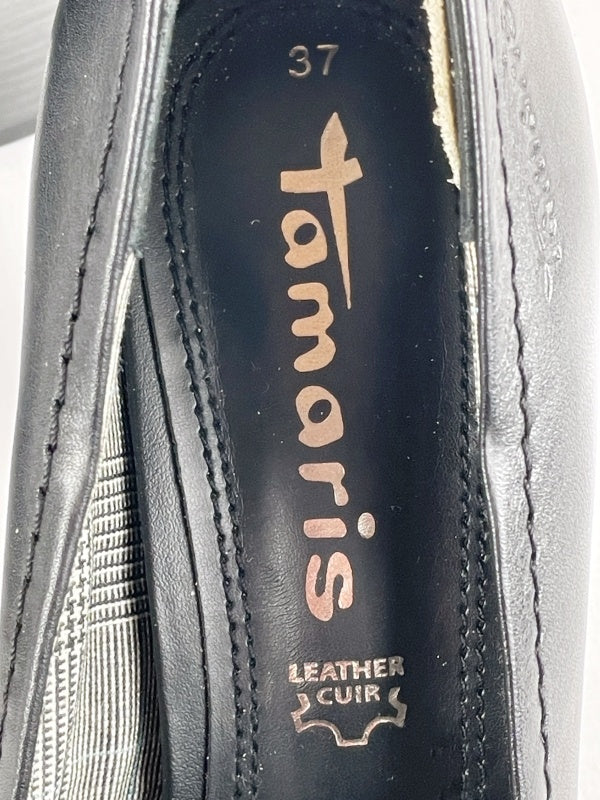 37
Tamaris
LEATHER
CUIR